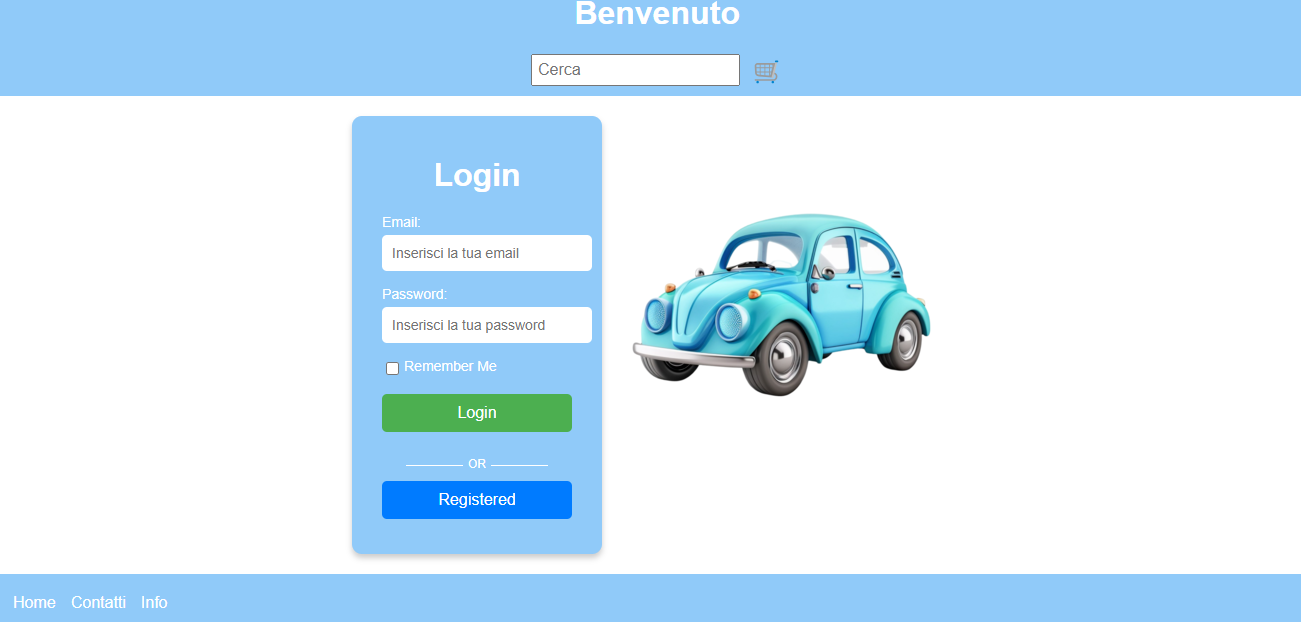 Benvenuto
Cerca
Login
Email:
Inserisci la tua email
Password:
Inserisci la tua password
Remember Me
Login
OR
Registered
Home Contatti Info